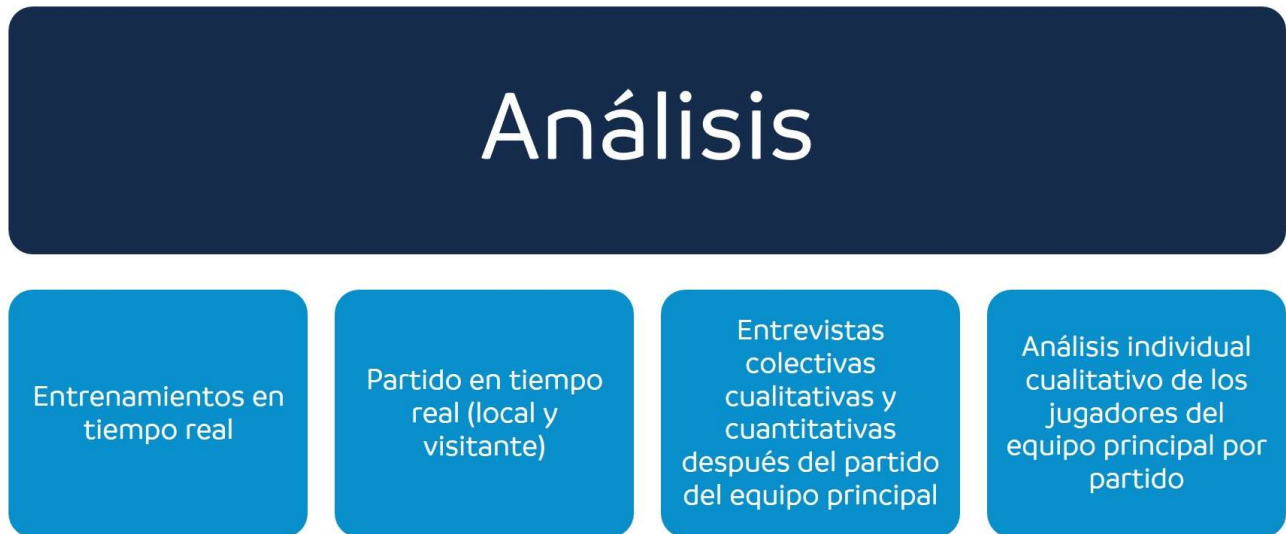 Análisis
Entrenamientos en
tiempo real
Partido en tiempo
real (local y
visitante)
Entrevistas
colectivas
cualitativas y
cuantitativas
después del partido
del equipo principal
Análisis individual
cualitativo de los
jugadores del
equipo principal por
partido